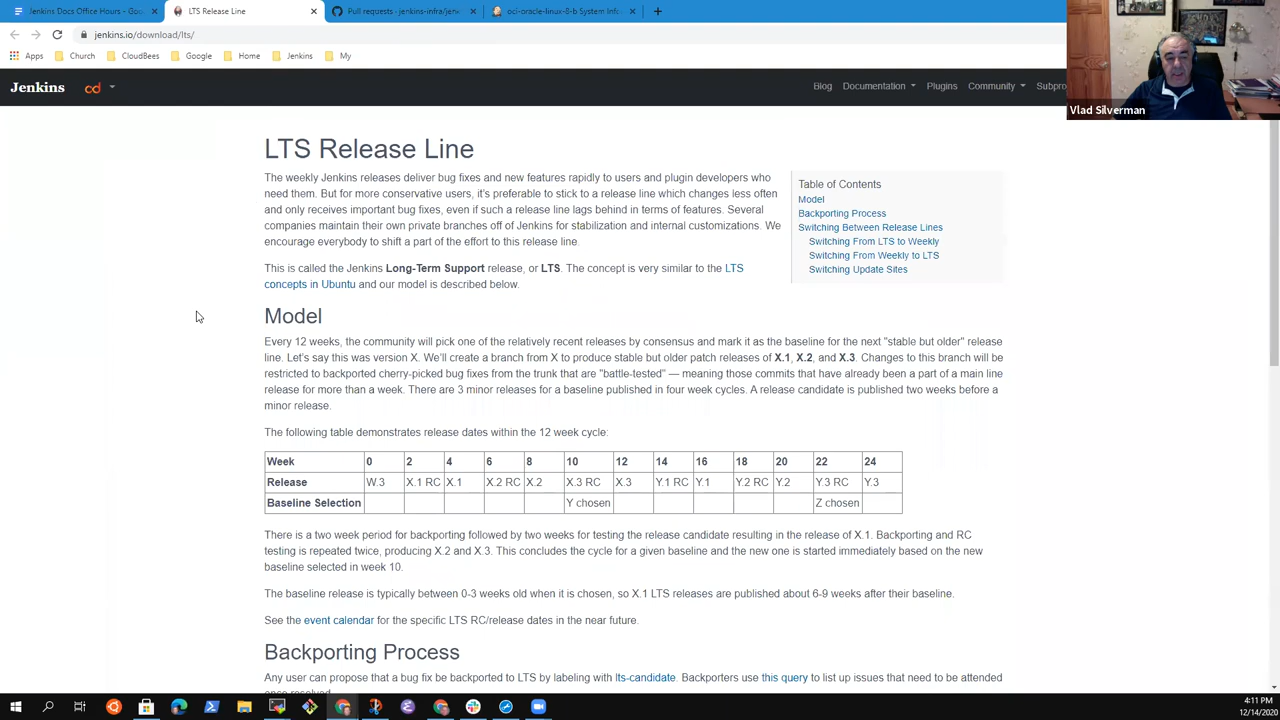 Jenkins Docs Office Hours - Goo
LTS Release Line
Pull requests · jenkins-infra/jenk
oci-oracle-linux-8-b System Info
jenkins.io/download/lts/
Apps
Church
CloudBees
Google
Home
Jenkins
My
Jenkins
cd
Blog
Documentation
Plugins
Community
Subpro
Vlad Silverman
LTS Release Line
The weekly Jenkins releases deliver bug fixes and new features rapidly to users and plugin developers who
need them. But for more conservative users, it's preferable to stick to a release line which changes less often
and only receives important bug fixes, even if such a release line lags behind in terms of features. Several
companies maintain their own private branches off of Jenkins for stabilization and internal customizations. We
encourage everybody to shift a part of the effort to this release line.
This is called the Jenkins Long-Term Support release, or LTS. The concept is very similar to the LTS
concepts in Ubuntu and our model is described below.
Table of Contents
Model
Backporting Process
Switching Between Release Lines
Switching From LTS to Weekly
Switching From Weekly to LTS
Switching Update Sites
Model
Every 12 weeks, the community will pick one of the relatively recent releases by consensus and mark it as the baseline for the next "stable but older" release
line. Let's say this was version X. We'll create a branch from X to produce stable but older patch releases of X.1, X.2, and X.3. Changes to this branch will be
restricted to backported cherry-picked bug fixes from the trunk that are "battle-tested" — meaning those commits that have already been a part of a main line
release for more than a week. There are 3 minor releases for a baseline published in four week cycles. A release candidate is published two weeks before a
minor release.
The following table demonstrates release dates within the 12 week cycle:
Week 0 2 4 6 8 10 12 14 16 18 20 22 24
Release W.3 X.1 RC X.1 X.2 RC X.2 X.3 RC X.3 Y.1 RC Y.1 Y.2 RC Y.2 Y.3 RC Y.3
Baseline Selection Y chosen Z chosen
There is a two week period for backporting followed by two weeks for testing the release candidate resulting in the release of X.1. Backporting and RC
testing is repeated twice, producing X.2 and X.3. This concludes the cycle for a given baseline and the new one is started immediately based on the new
baseline selected in week 10.
The baseline release is typically between 0-3 weeks old when it is chosen, so X.1 LTS releases are published about 6-9 weeks after their baseline.
See the event calendar for the specific LTS RC/release dates in the near future.
Backporting Process
Any user can propose that a bug fix be backported to LTS by labeling with lts-candidate. Backporters use this query to list up issues that need to be attended
once resolved.
4:11 PM
12/14/2020